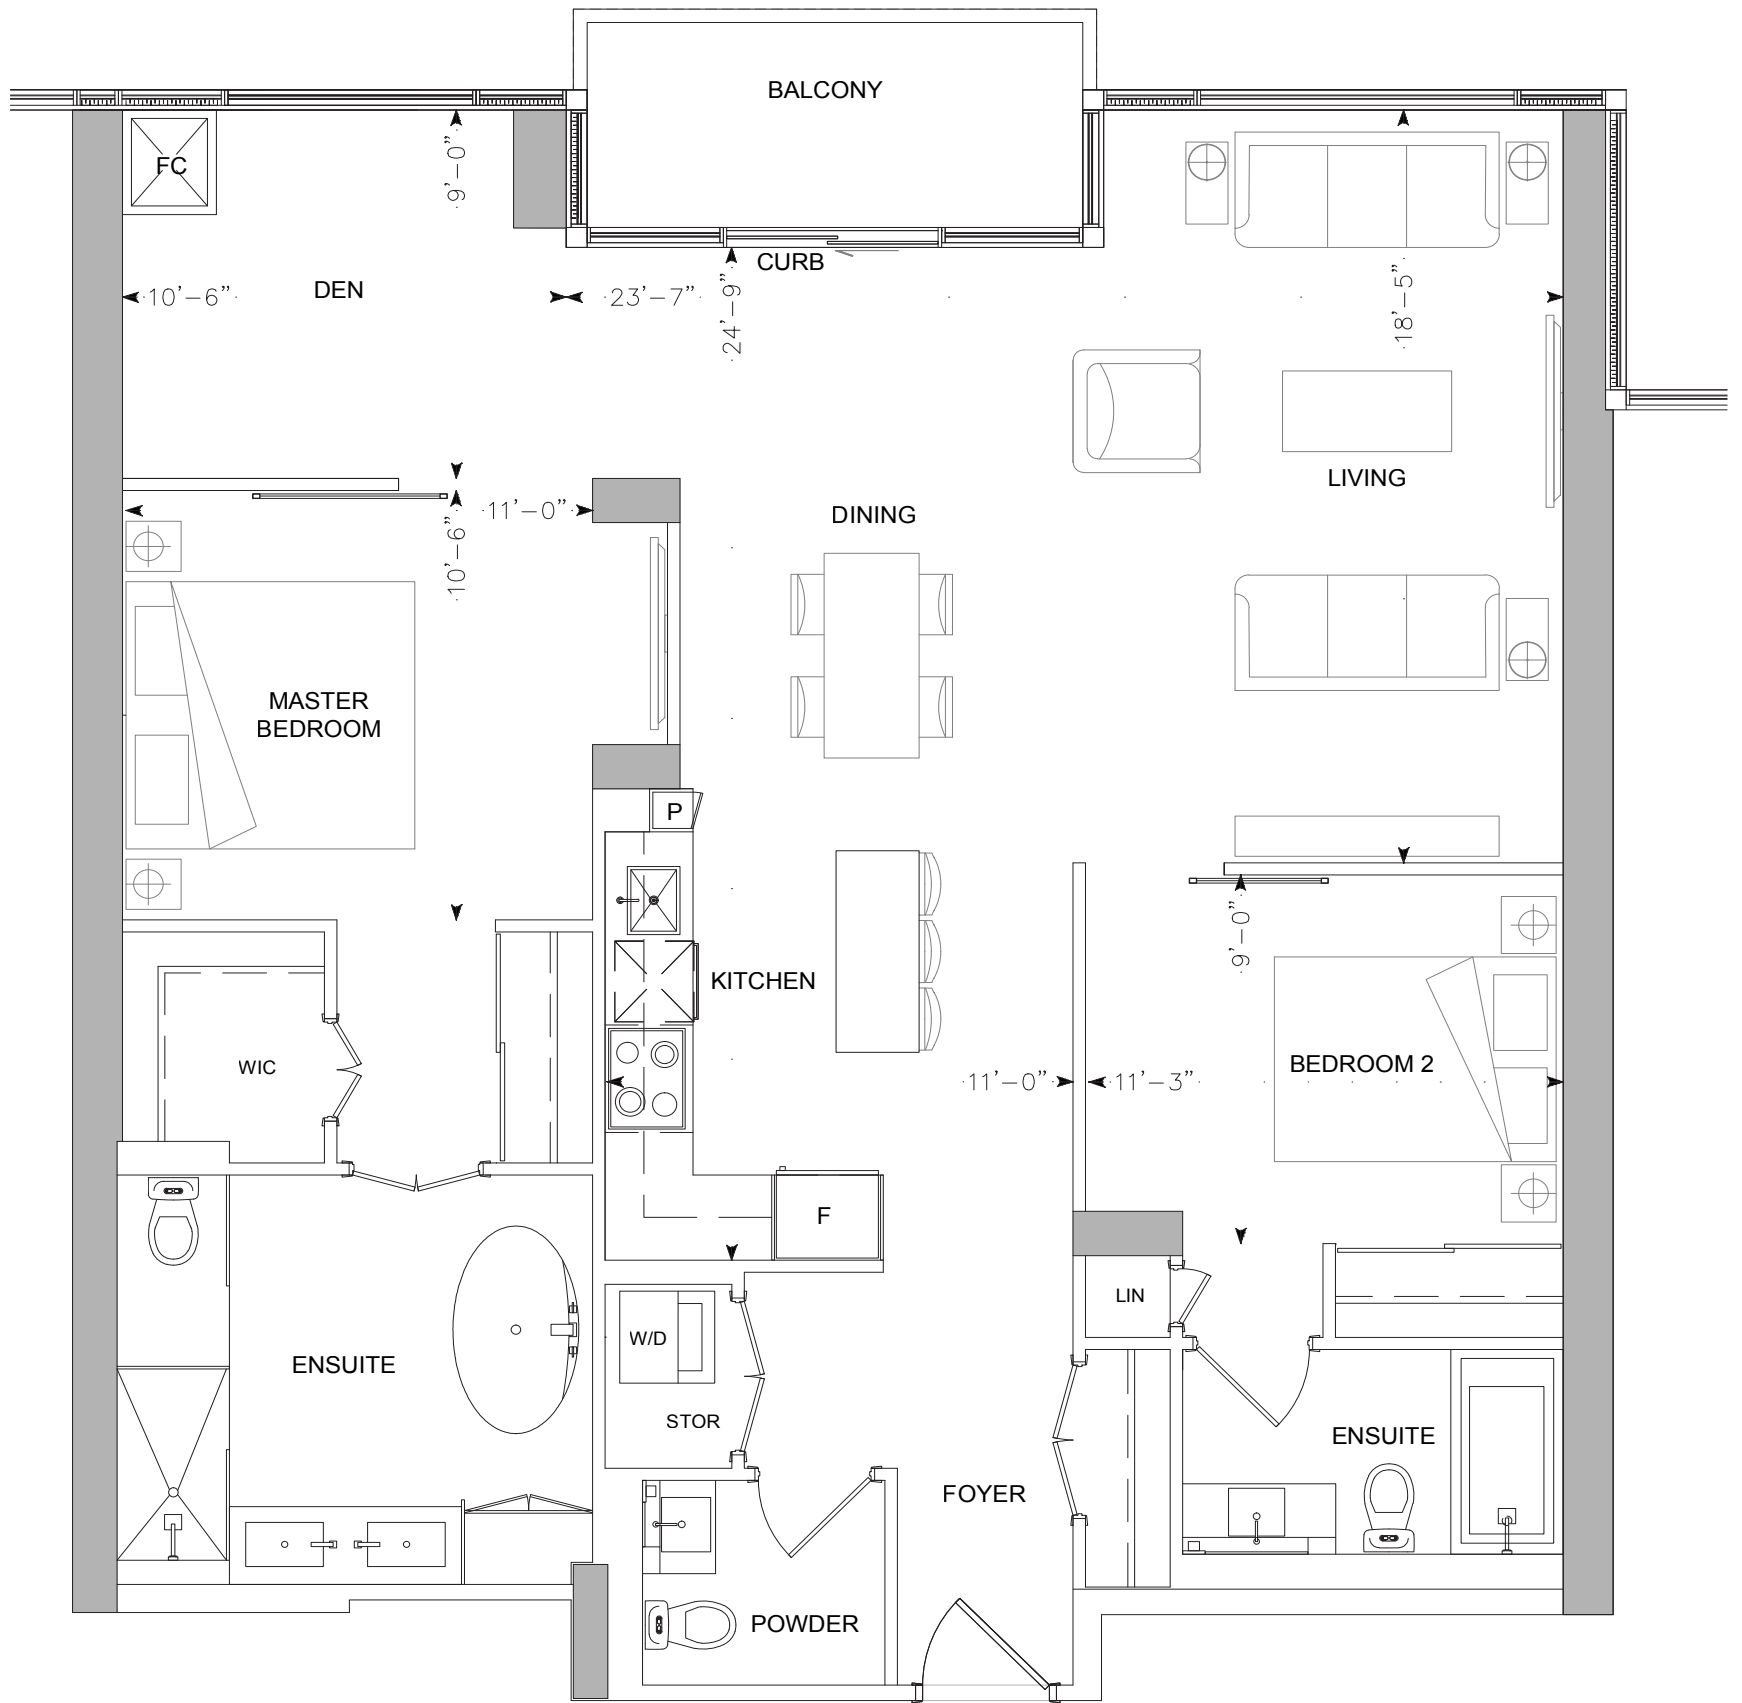 BALCONY
FC
9'-0"
CURB
DEN
10'-6"
23'-7"
24'-9"
18'-5"
LIVING
11'-0"
DINING
10'-6"
MASTER
BEDROOM
P
9'-0"
KITCHEN
WIC
BEDROOM 2
11'-0"
11'-3"
F
LIN
W/D
ENSUITE
STOR
ENSUITE
FOYER
POWDER